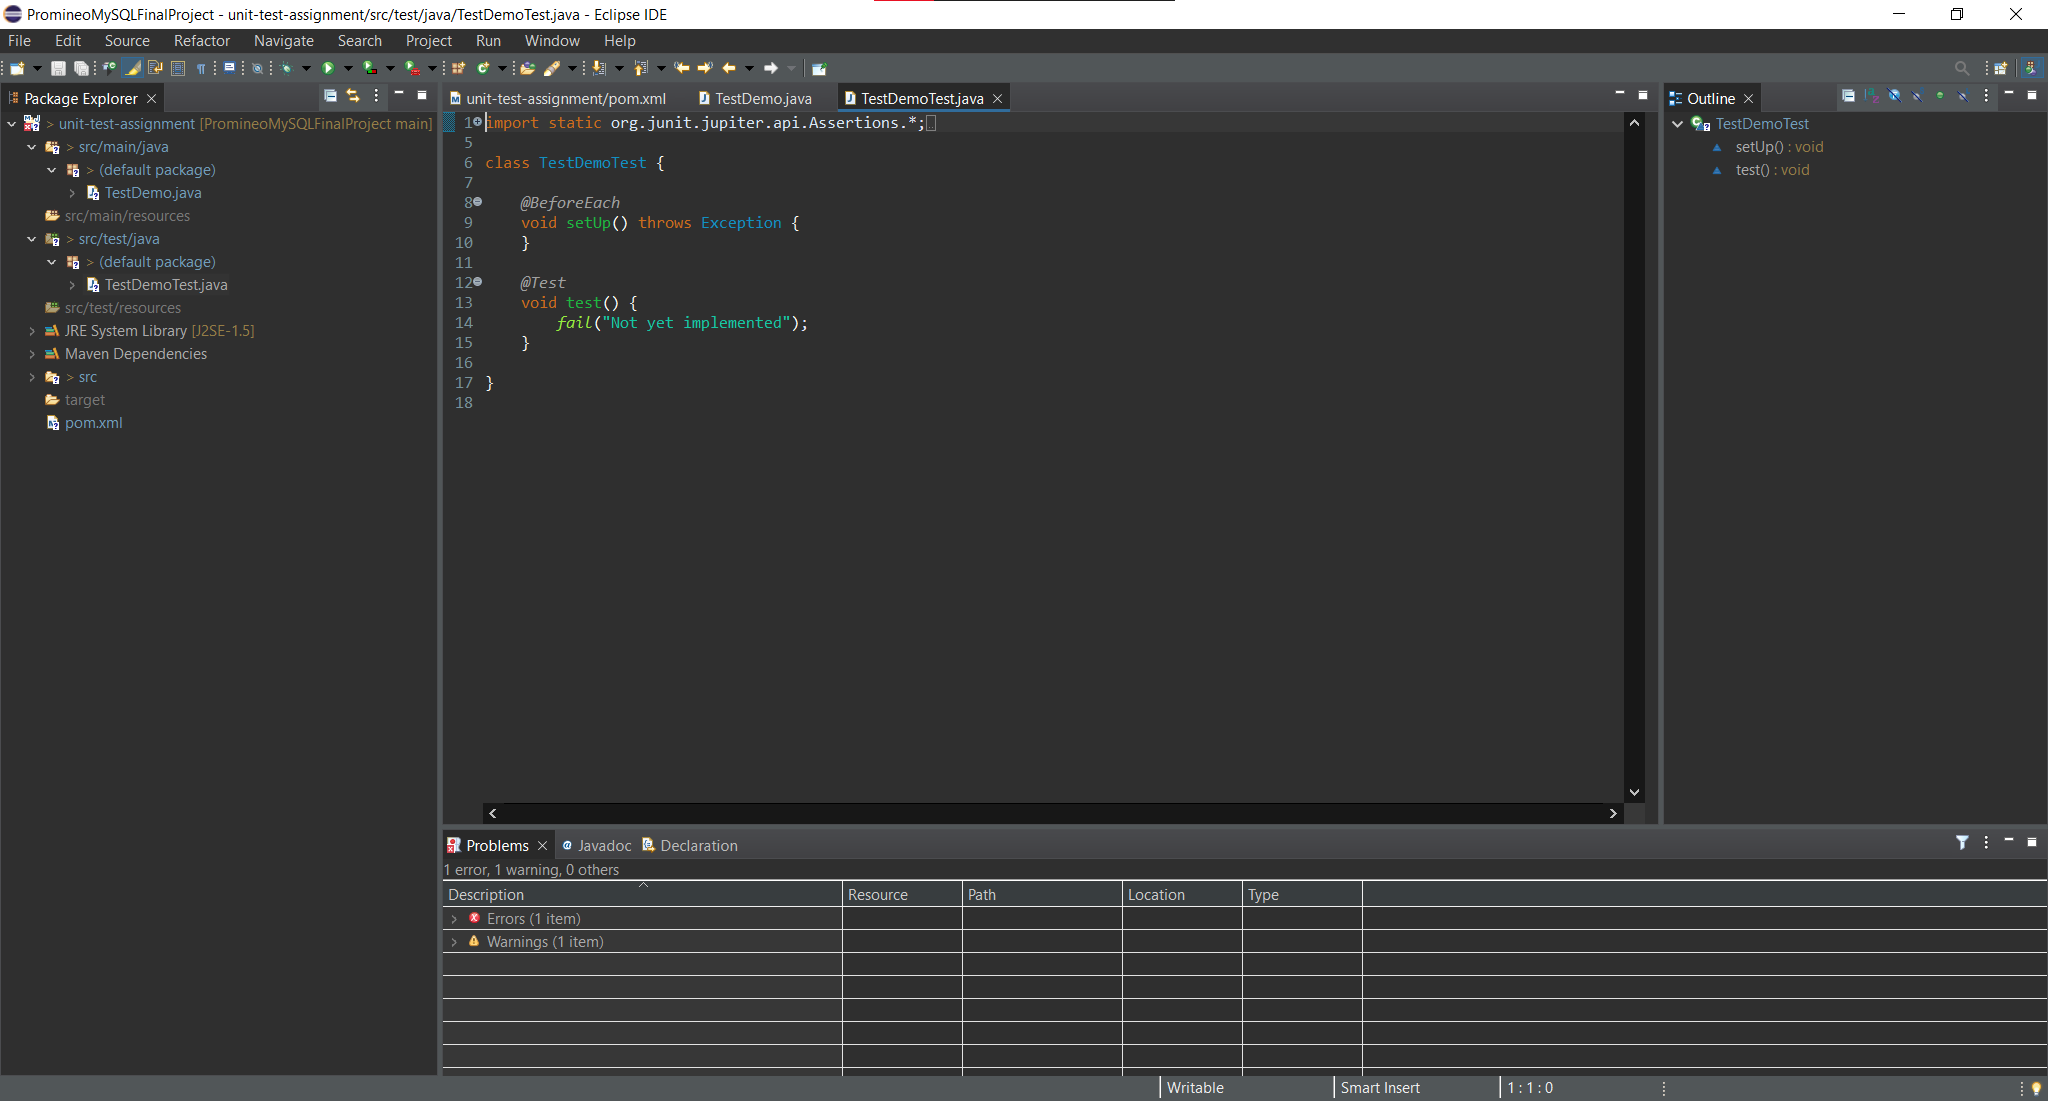 PromineoMySQLFinalProject - unit-test-assignment/src/test/java/TestDemoTest.java - Eclipse IDE
File Edit Source Refactor Navigate Search Project Run Window Help
Package Explorer
> unit-test-assignment [PromineoMySQLFinalProject main]
> src/main/java
> (default package)
TestDemo.java
src/main/resources
> src/test/java
> (default package)
TestDemoTest.java
src/test/resources
JRE System Library [J2SE-1.5]
Maven Dependencies
> src
target
pom.xml
unit-test-assignment/pom.xml TestDemo.java TestDemoTest.java
1 import static org.junit.jupiter.api.Assertions.*;
5
6 class TestDemoTest {
7
8 @BeforeEach
9 void setUp() throws Exception {
10 }
11
12 @Test
13 void test() {
14 fail("Not yet implemented");
15 }
16
17 }
18
Outline
TestDemoTest
setUp() : void
test() : void
Problems Javadoc Declaration
1 error, 1 warning, 0 others
Description Resource Path Location Type
Errors (1 item)
Warnings (1 item)
Writable Smart Insert 1 : 1 : 0